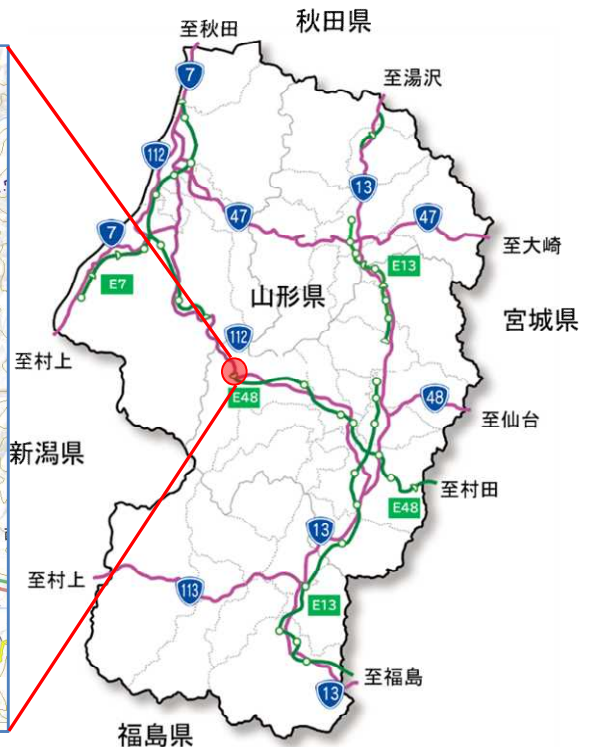 秋田県
至秋田
7
至湯沢
112
13
47
47
7
至大崎
E13
E7
山形県
宮城県
112
至村上
48
E48
至仙台
新潟県
至村田
E48
13
至村上
113
E13
至福島
13
福島県